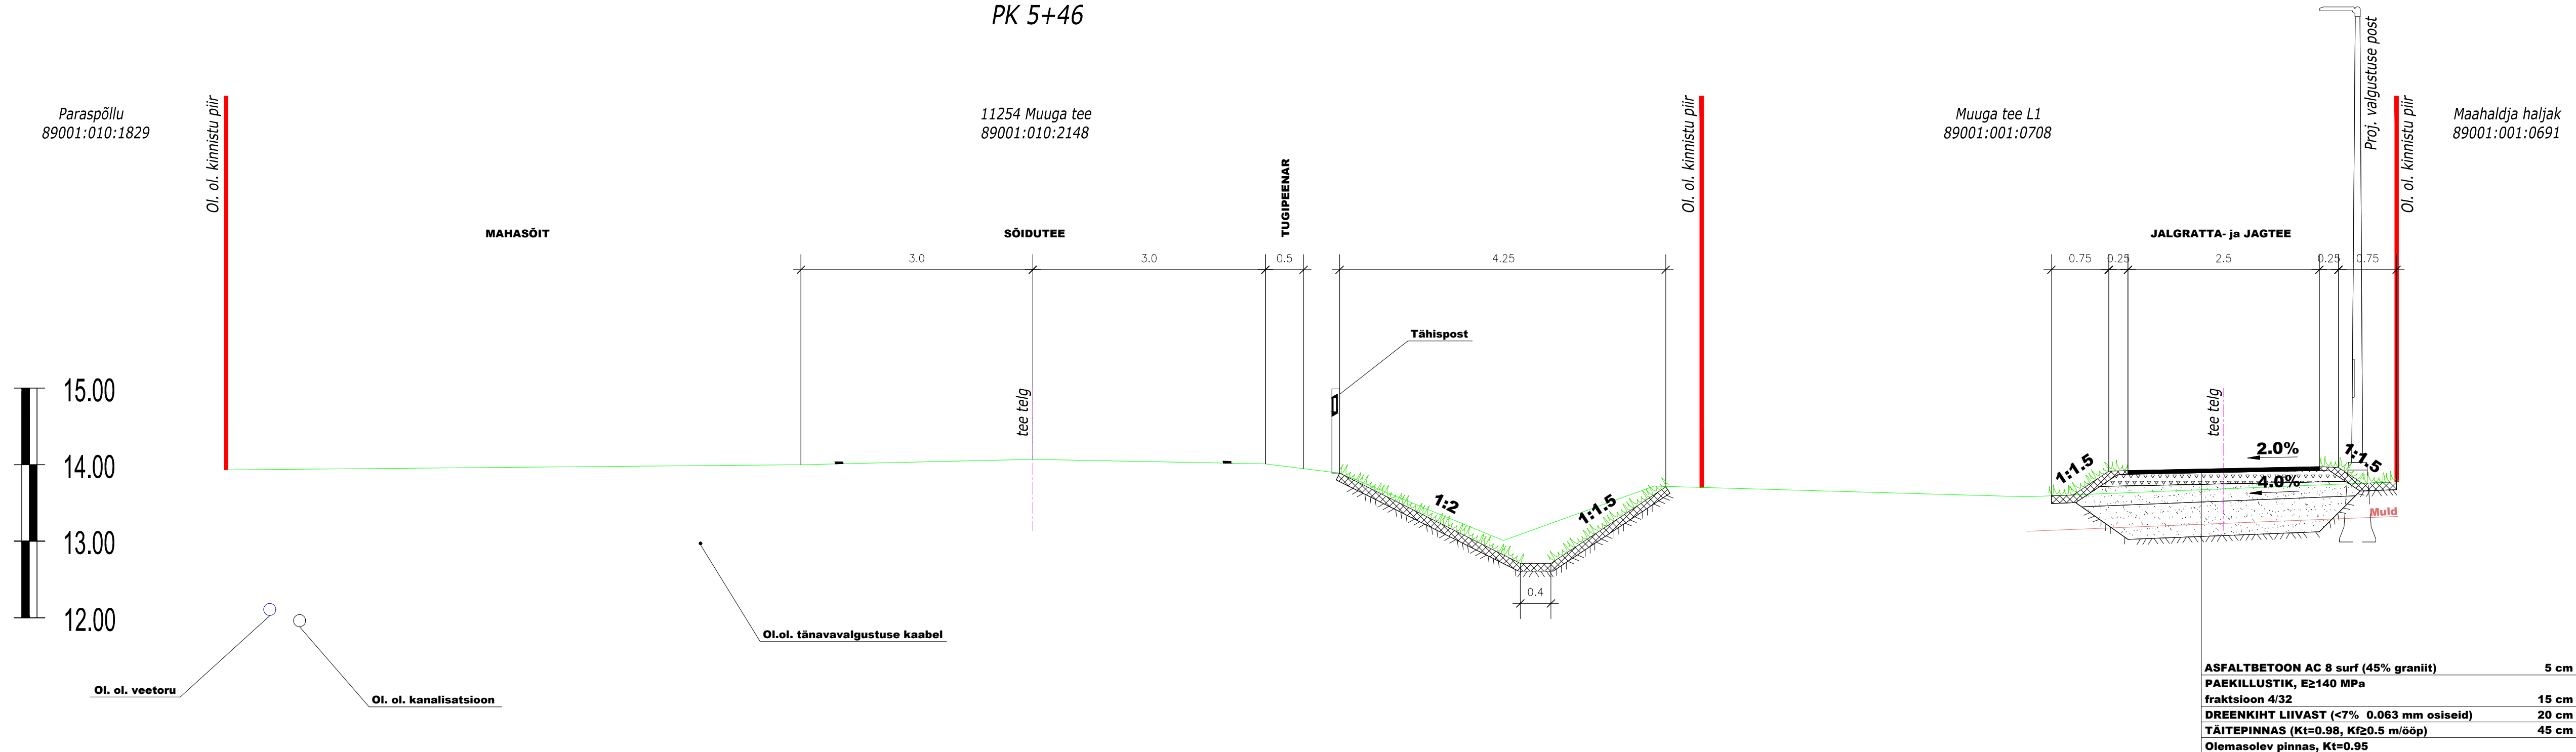 PK 5+46
Paraspõllu
89001:010:1829
Ol. ol. kinnistu piir
11254 Muuga tee
89001:010:2148
Ol. ol. kinnistu piir
Muuga tee L1
89001:001:0708
Proj. valgustuse post
Ol. ol. kinnistu piir
Maahaldja haljak
89001:001:0691
MAHASÕIT
SÕIDUTEE
TUGIPEENAR
JALGRATTA- ja JAGTEE
3.0
3.0
0.5
4.25
0.75
0.25
2.5
0.25
0.75
Tähispost
15.00
14.00
13.00
12.00
tee telg
tee telg
1:2
1:1.5
1:1.5
2.0%
4.0%
1:1.5
Muld
0.4
Ol. ol. veetoru
Ol. ol. kanalisatsioon
Ol.ol. tänavavalgustuse kaabel
ASFALTBETOON AC 8 surf (45% graniit) 5 cm
PAEKILLUSTIK, E≥140 MPa
fraktsioon 4/32 15 cm
DREENKIHT LIIVAST (<7% 0.063 mm osiseid) 20 cm
TÄITEPINNAS (Kt=0.98, Kf≥0.5 m/ööp) 45 cm
Olemasolev pinnas, Kt=0.95